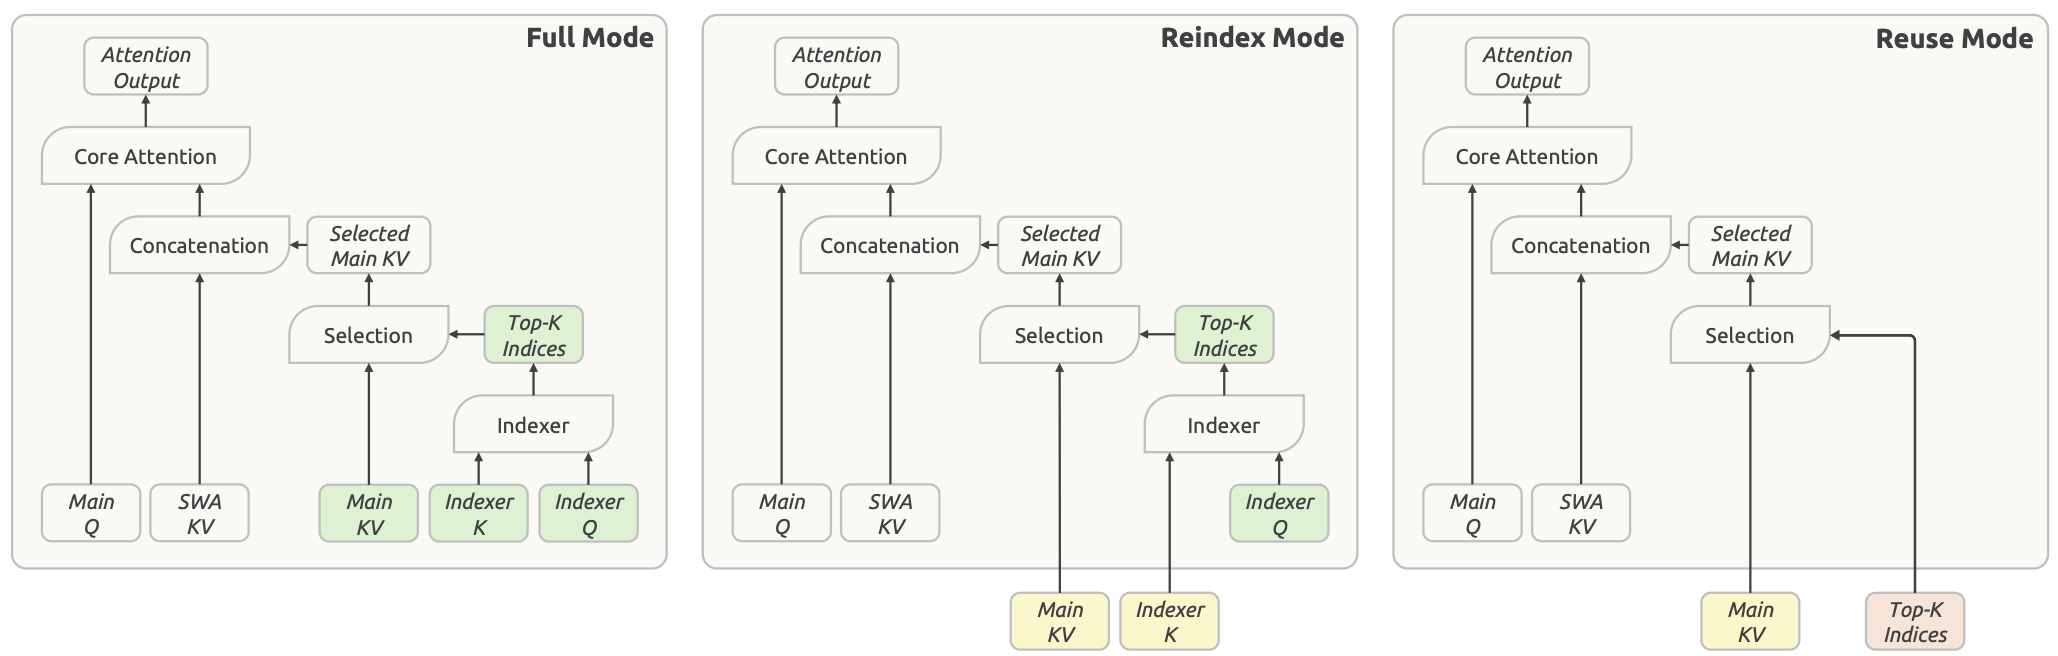 Full Mode
Attention
Output
Core Attention
Concatenation
Selected
Main KV
Selection
Top-K
Indices
Indexer
Main
Q
SWA
KV
Main
KV
Indexer
K
Indexer
Q
Reindex Mode
Attention
Output
Core Attention
Concatenation
Selected
Main KV
Selection
Top-K
Indices
Indexer
Main
Q
SWA
KV
Indexer
Q
Main
KV
Indexer
K
Reuse Mode
Attention
Output
Core Attention
Concatenation
Selected
Main KV
Selection
Main
Q
SWA
KV
Main
KV
Top-K
Indices